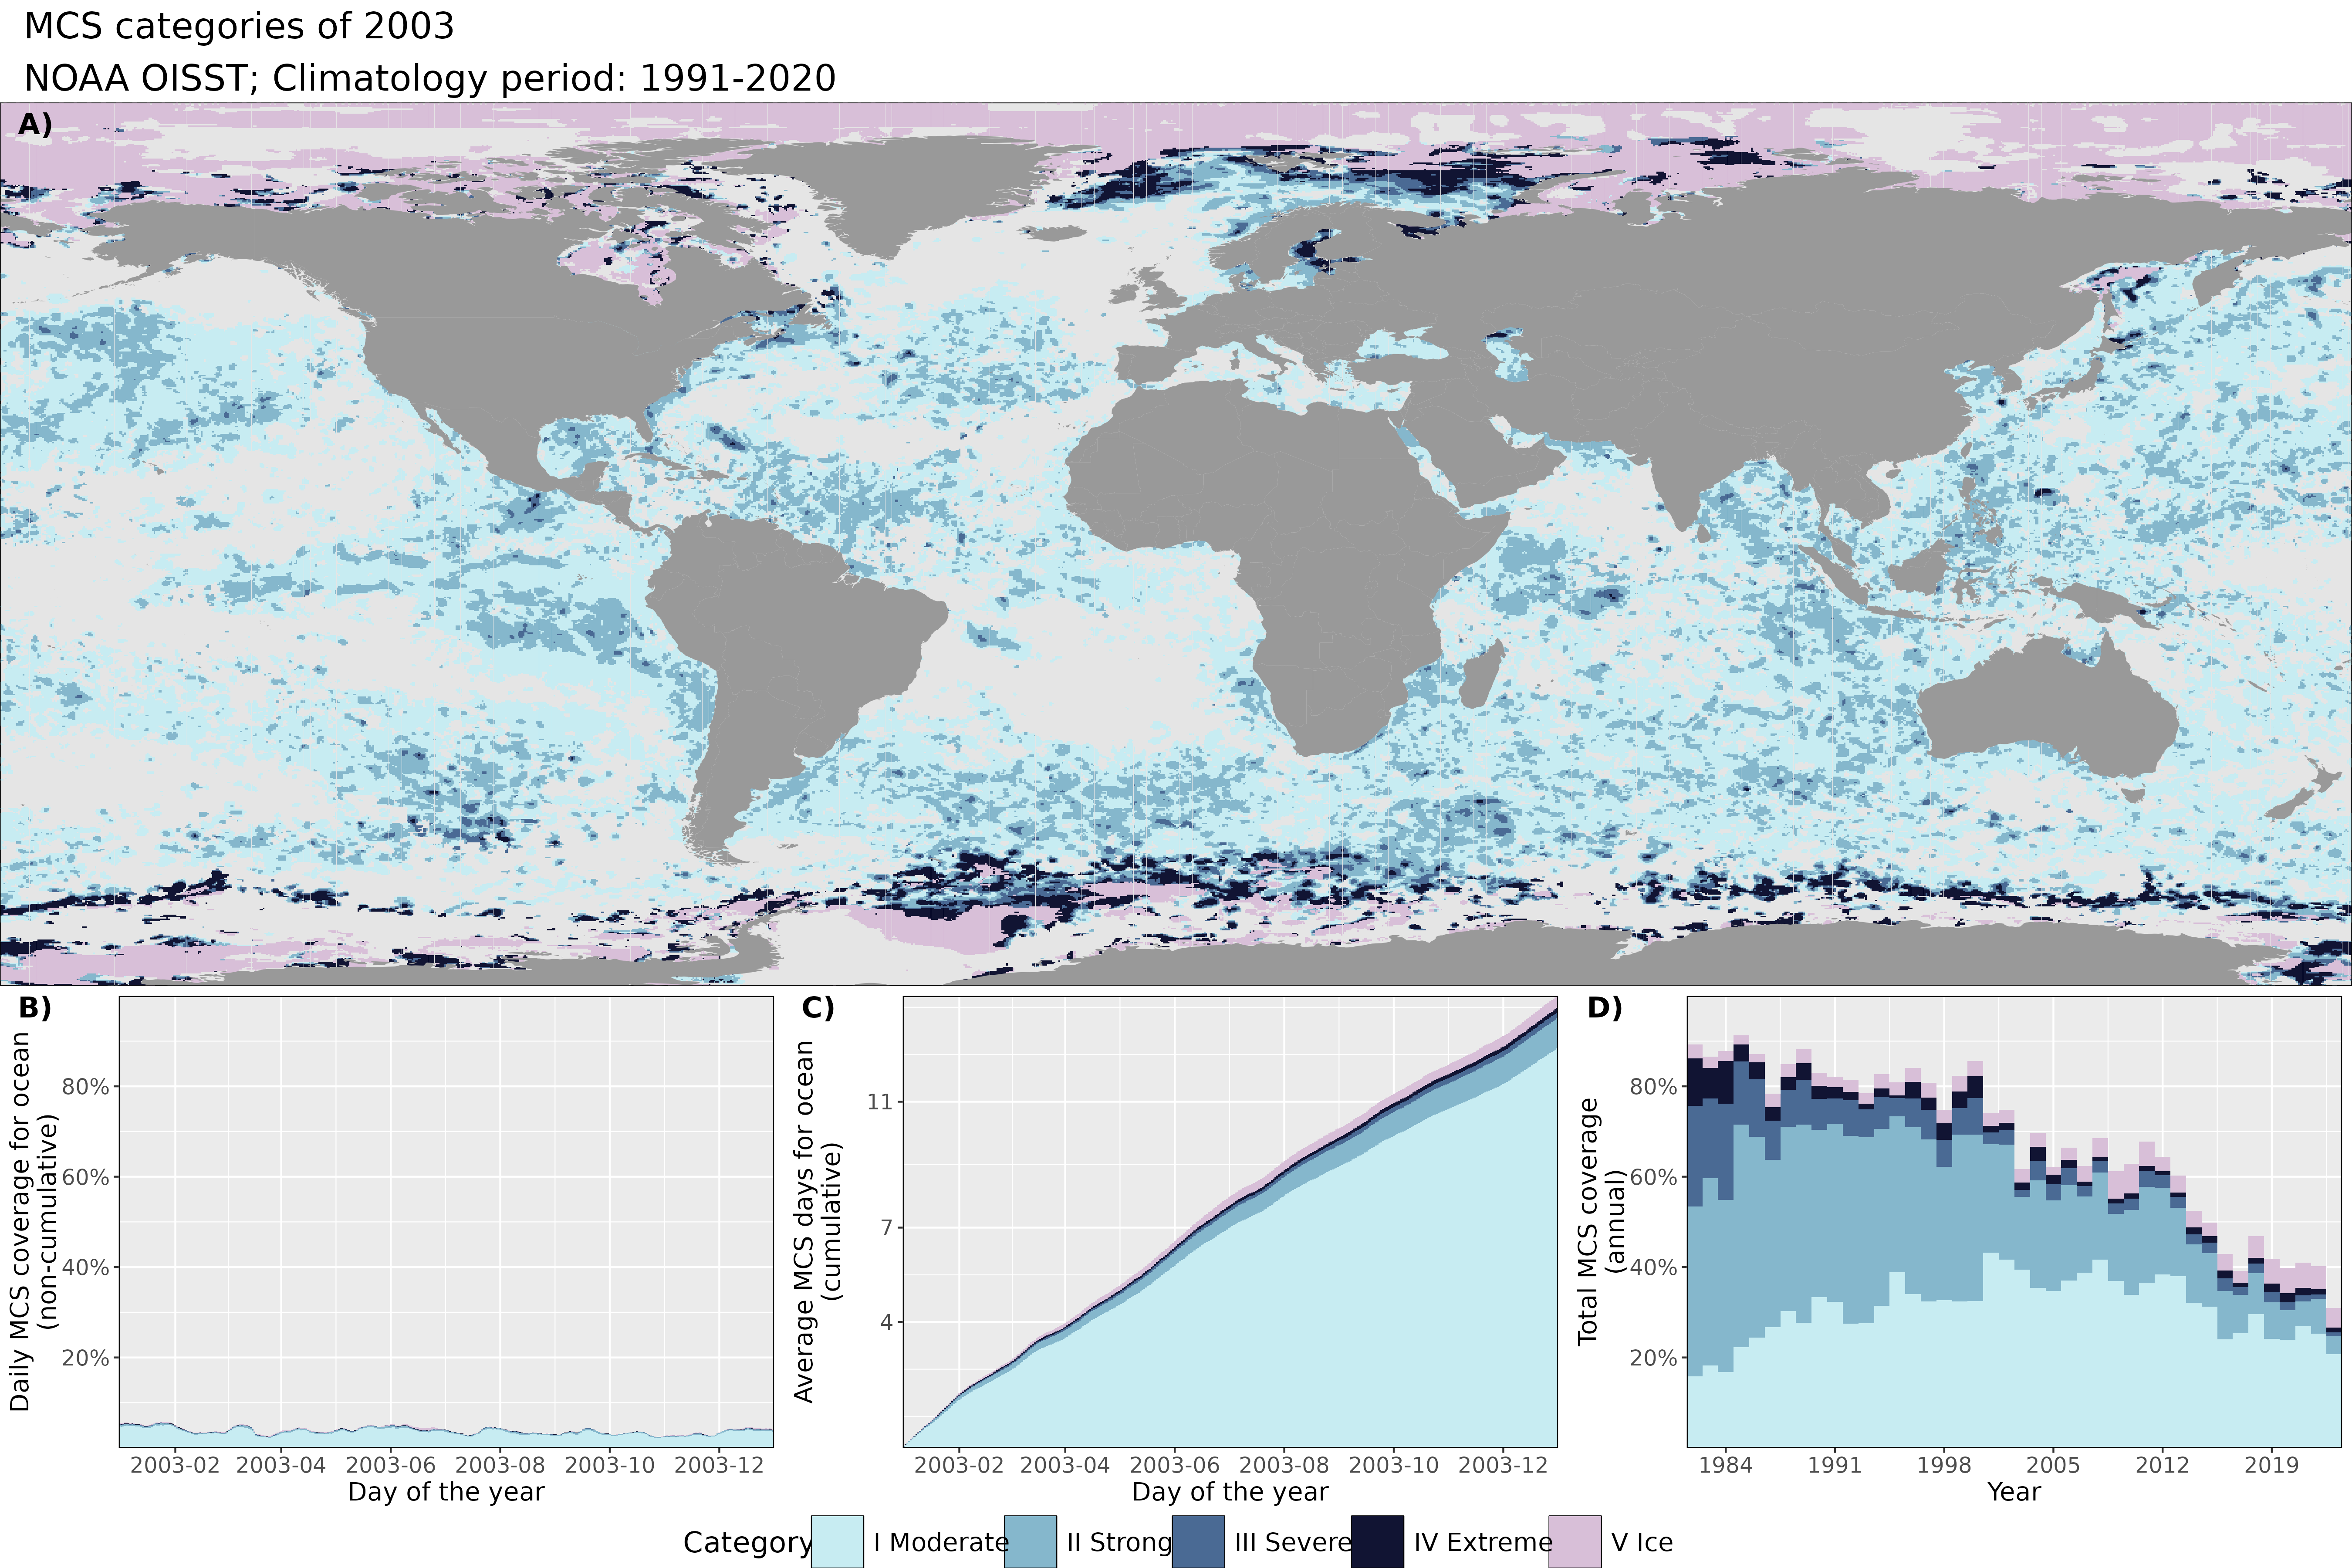 MCS categories of 2003
NOAA OISST; Climatology period: 1991-2020
A)
B)
Daily MCS coverage for ocean
(non-cumulative)
80%
60%
40%
20%
2003-02 2003-04 2003-06 2003-08 2003-10 2003-12
Day of the year
C)
Average MCS days for ocean
(cumulative)
11
7
4
2003-02 2003-04 2003-06 2003-08 2003-10 2003-12
Day of the year
D)
Total MCS coverage
(annual)
80%
60%
40%
20%
1984 1991 1998 2005 2012 2019
Year
Category I Moderate II Strong III Severe IV Extreme V Ice